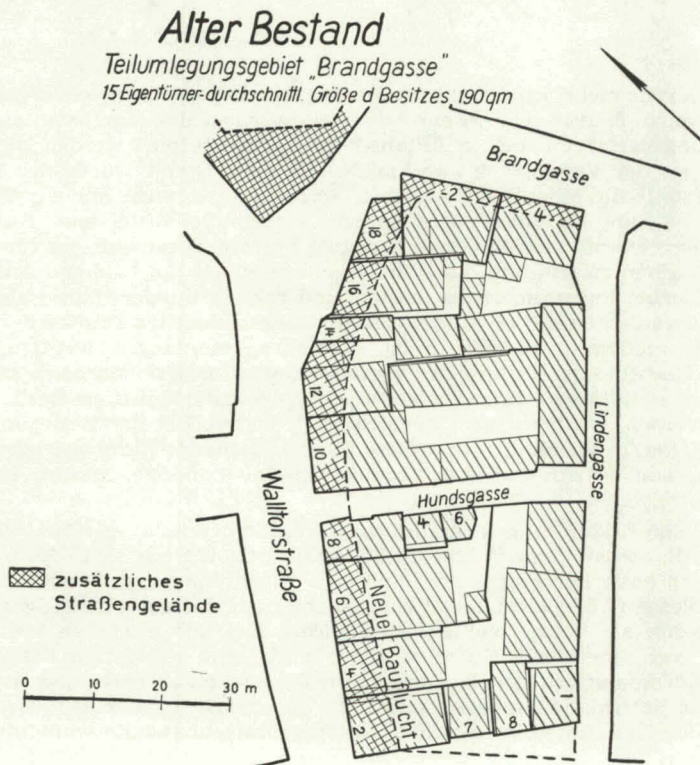 Alter Bestand
Teilumlegungsgebiet „Brandgasse"
15 Eigentümer-durchschnittl. Größe d Besitzes 190 qm
Brandgasse
2
4
18
16
14
12
10
Lindengasse
Hundsgasse
Walltorstraße
8
4
6
6
4
2
Neue Bauflucht
7
8
1
zusätzliches
Straßengelände
0 10 20 30 m